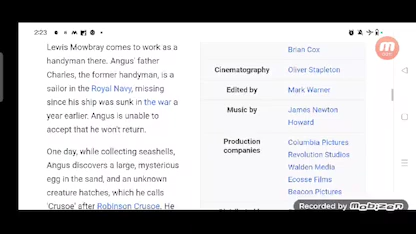 2:23
Lewis Mowbray comes to work as a
handyman there. Angus' father
Charles, the former handyman, is a
sailor in the Royal Navy, missing
since his ship was sunk in the war a
year earlier. Angus is unable to
accept that he won't return.
One day, while collecting seashells,
Angus discovers a large, mysterious
egg in the sand, and an unknown
creature hatches, which he calls
'Crusoe' after Robinson Crusoe. He
Brian Cox
Cinematography Oliver Stapleton
Edited by Mark Warner
Music by James Newton
Howard
Production Columbia Pictures
companies Revolution Studios
Walden Media
Ecosse Films
Beacon Pictures
Recorded by Mobizen